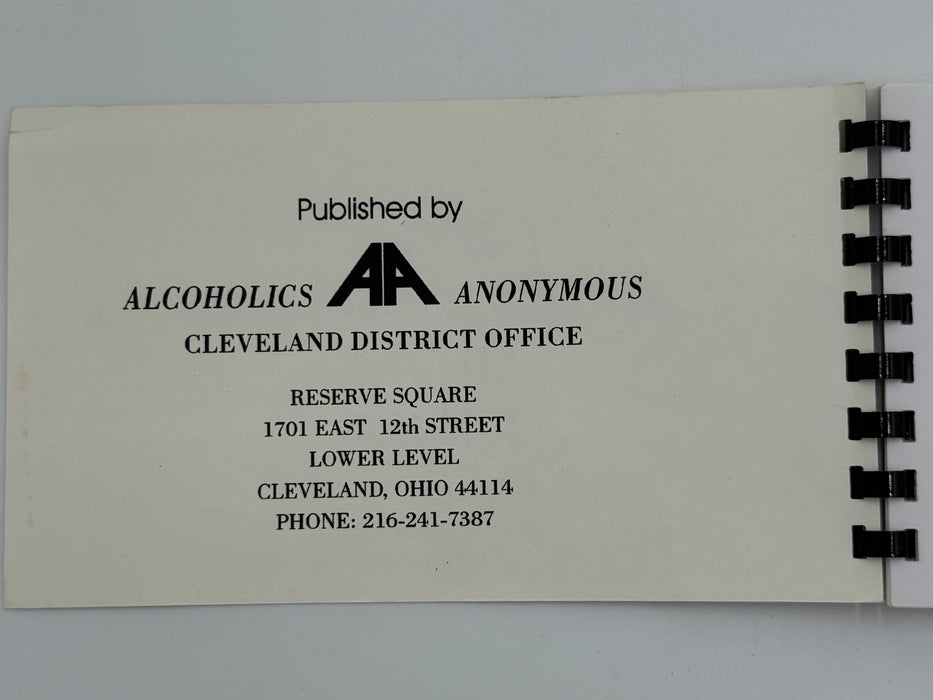 Published by
ALCOHOLICS AA ANONYMOUS
CLEVELAND DISTRICT OFFICE
RESERVE SQUARE
1701 EAST 12th STREET
LOWER LEVEL
CLEVELAND, OHIO 44114
PHONE: 216-241-7387